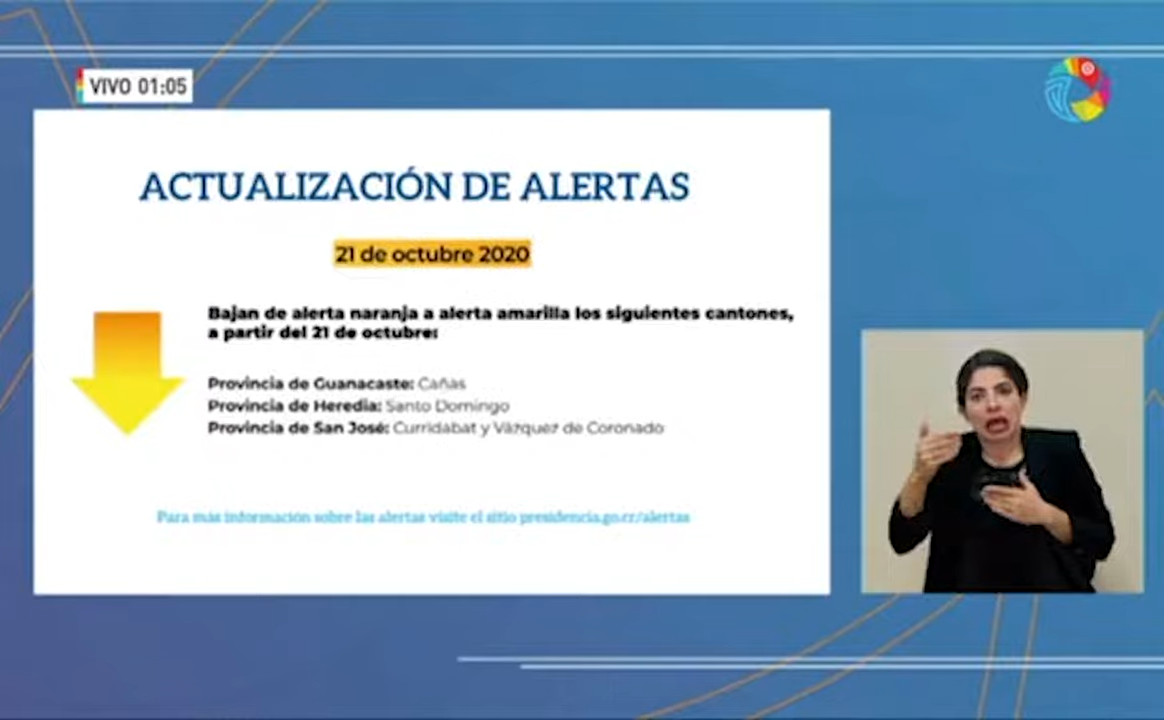 VIVO 01:05
ACTUALIZACIÓN DE ALERTAS
21 de octubre 2020
Bajan de alerta naranja a alerta amarilla los siguientes cantones,
a partir del 21 de octubre:
Provincia de Guanacaste: Cañas
Provincia de Heredia: Santo Domingo
Provincia de San José: Curridabat y Vázquez de Coronado
Para más información sobre las alertas visite el sitio presidencia.go.cr/alertas